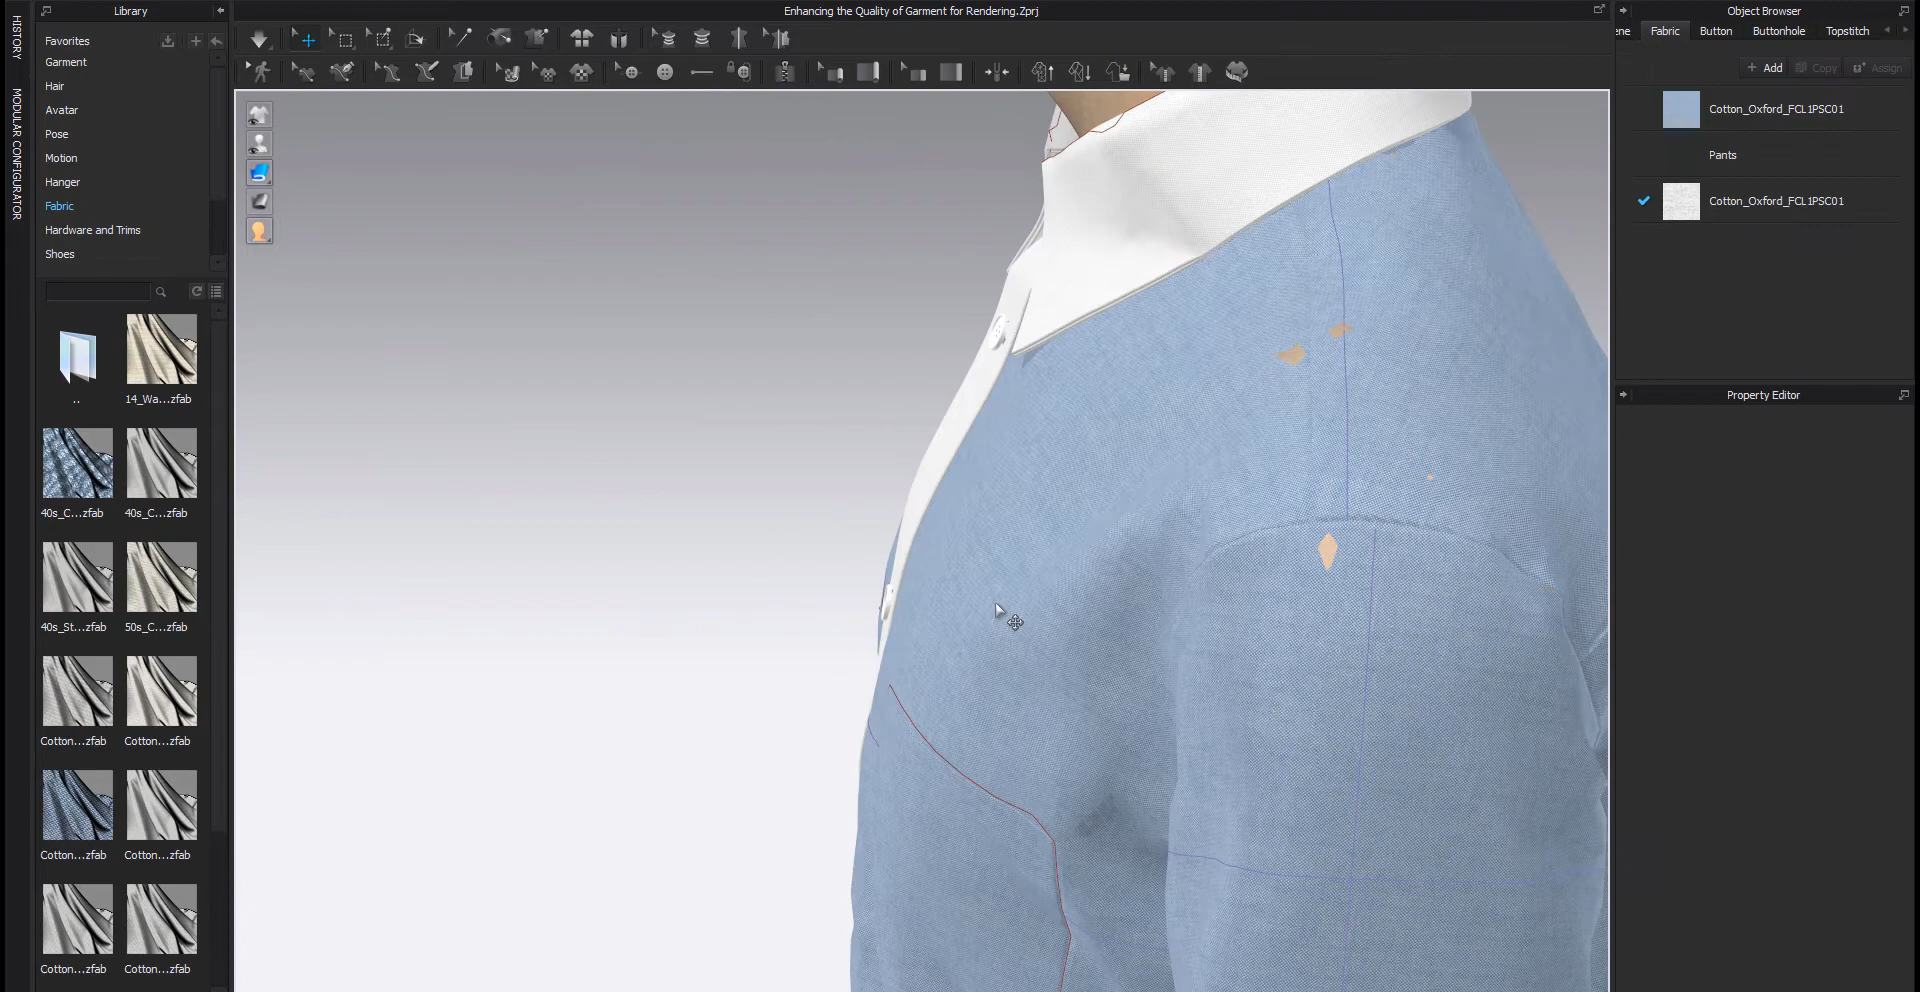 HISTORY
MODULAR CONFIGURATOR
Library
Favorites
Garment
Hair
Avatar
Pose
Motion
Hanger
Fabric
Hardware and Trims
Shoes
..
14_Wa...zfab
40s_C...zfab
40s_C...zfab
40s_St...zfab
50s_C...zfab
Cotton...zfab
Cotton...zfab
Cotton...zfab
Cotton...zfab
Cotton...zfab
Cotton...zfab
Enhancing the Quality of Garment for Rendering.Zprj
Object Browser
ene
Fabric
Button
Buttonhole
Topstitch
+ Add
Copy
Assign
Cotton_Oxford_FCL1PSC01
Pants
Cotton_Oxford_FCL1PSC01
Property Editor